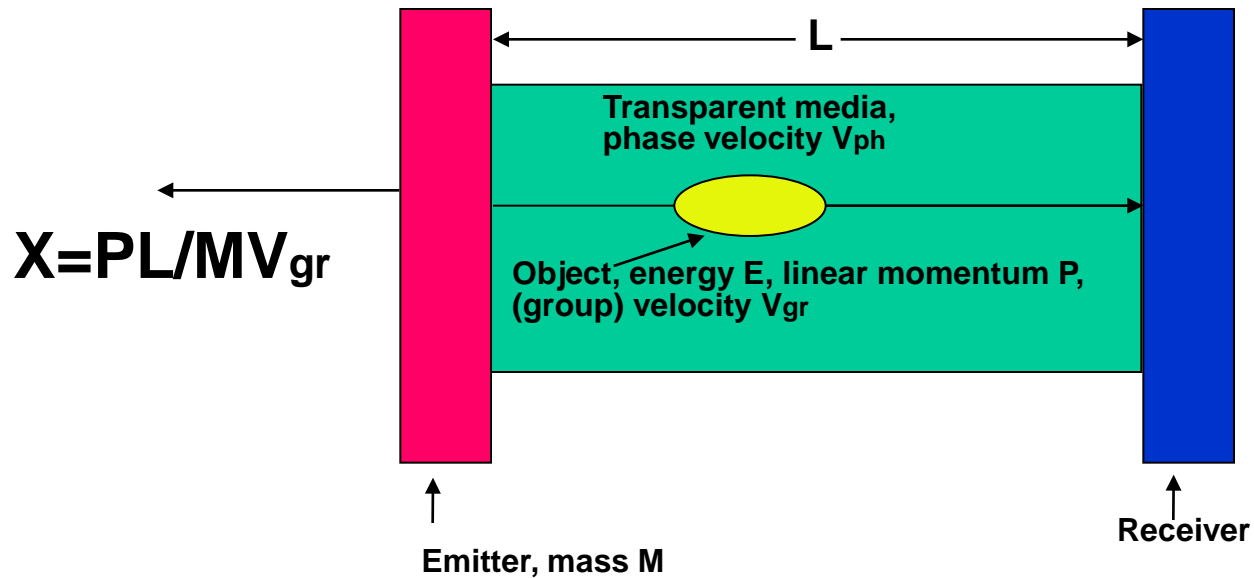 L
Transparent media,
phase velocity Vph
X=PL/MVgr
Object, energy E, linear momentum P,
(group) velocity Vgr
Receiver
Emitter, mass M